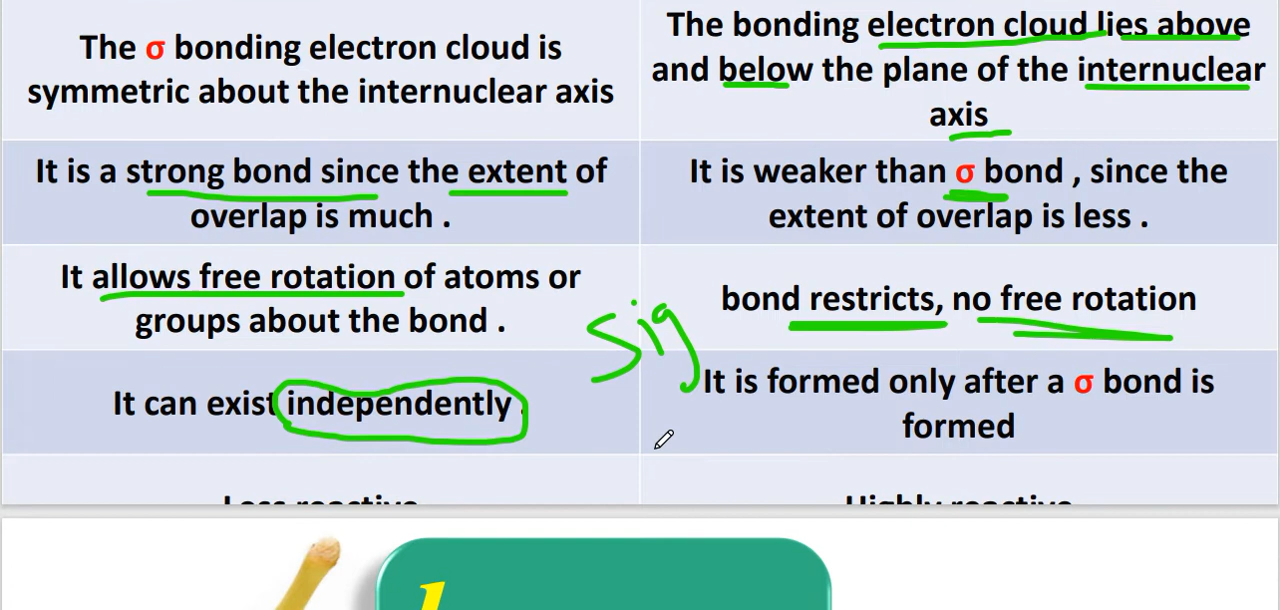 The σ bonding electron cloud is
symmetric about the internuclear axis
The bonding electron cloud lies above
and below the plane of the internuclear
axis
It is a strong bond since the extent of
overlap is much .
It is weaker than σ bond , since the
extent of overlap is less .
It allows free rotation of atoms or
groups about the bond .
bond restricts, no free rotation
sig
It can exist independently .
It is formed only after a σ bond is
formed
Less reactive
Highly reactive